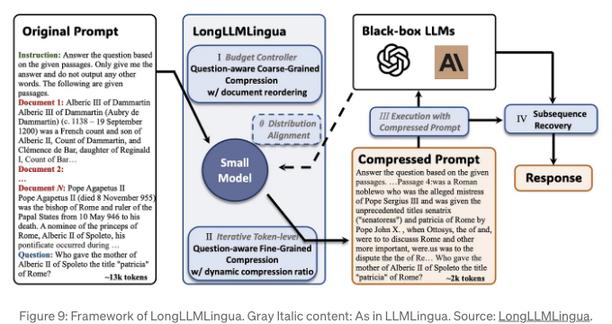 Original Prompt
Instruction: Answer the question based
on the given passages. Only give me the
answer and do not output any other
words. The following are given
passages.
Document 1: Alberic III of Dammartin
Alberic III of Dammartin (Aubry de
Dammartin) (c. 1138 – 19 September
1200) was a French count and son of
Alberic II, Count of Dammartin, and
Clémence de Bar, daughter of Reginald
I, Count of Bar…
Document 2:
…
Document N: Pope Agapetus II
Pope Agapetus II (died 8 November 955)
was the bishop of Rome and ruler of the
Papal States from 10 May 946 to his
death. A nominee of the princeps of
Rome, Alberic II of Spoleto, his
pontificate occurred during …
Question: Who gave the mother of
Alberic II of Spoleto the title "patricia"
of Rome?
~13k tokens
LongLLMLingua
I Budget Controller
Question-aware Coarse-Grained
Compression
w/ document reordering
θ Distribution
Alignment
Small
Model
II Iterative Token-level
Question-aware Fine-Grained
Compression
w/ dynamic compression ratio
Black-box LLMs
III Execution with
Compressed Prompt
IV Subsequence
Recovery
Response
Compressed Prompt
Answer the question based on the given
passages. …Passage 4:was a Roman
noblewo who was the alleged mistress
of Pope Sergius III and was given the
unprecedented titles senatrix
("senatoress") and patricia of Rome by
Pope John X. , when Ottosys, the of and,
were to to discuss Rome and other
more important, were.us was to the
dispute the the of Re… Who gave the
mother of Alberic II of Spoleto the title
"patricia" of Rome?
~2k tokens
Figure 9: Framework of LongLLMLingua. Gray Italic content: As in LLMLingua. Source: LongLLMLingua.